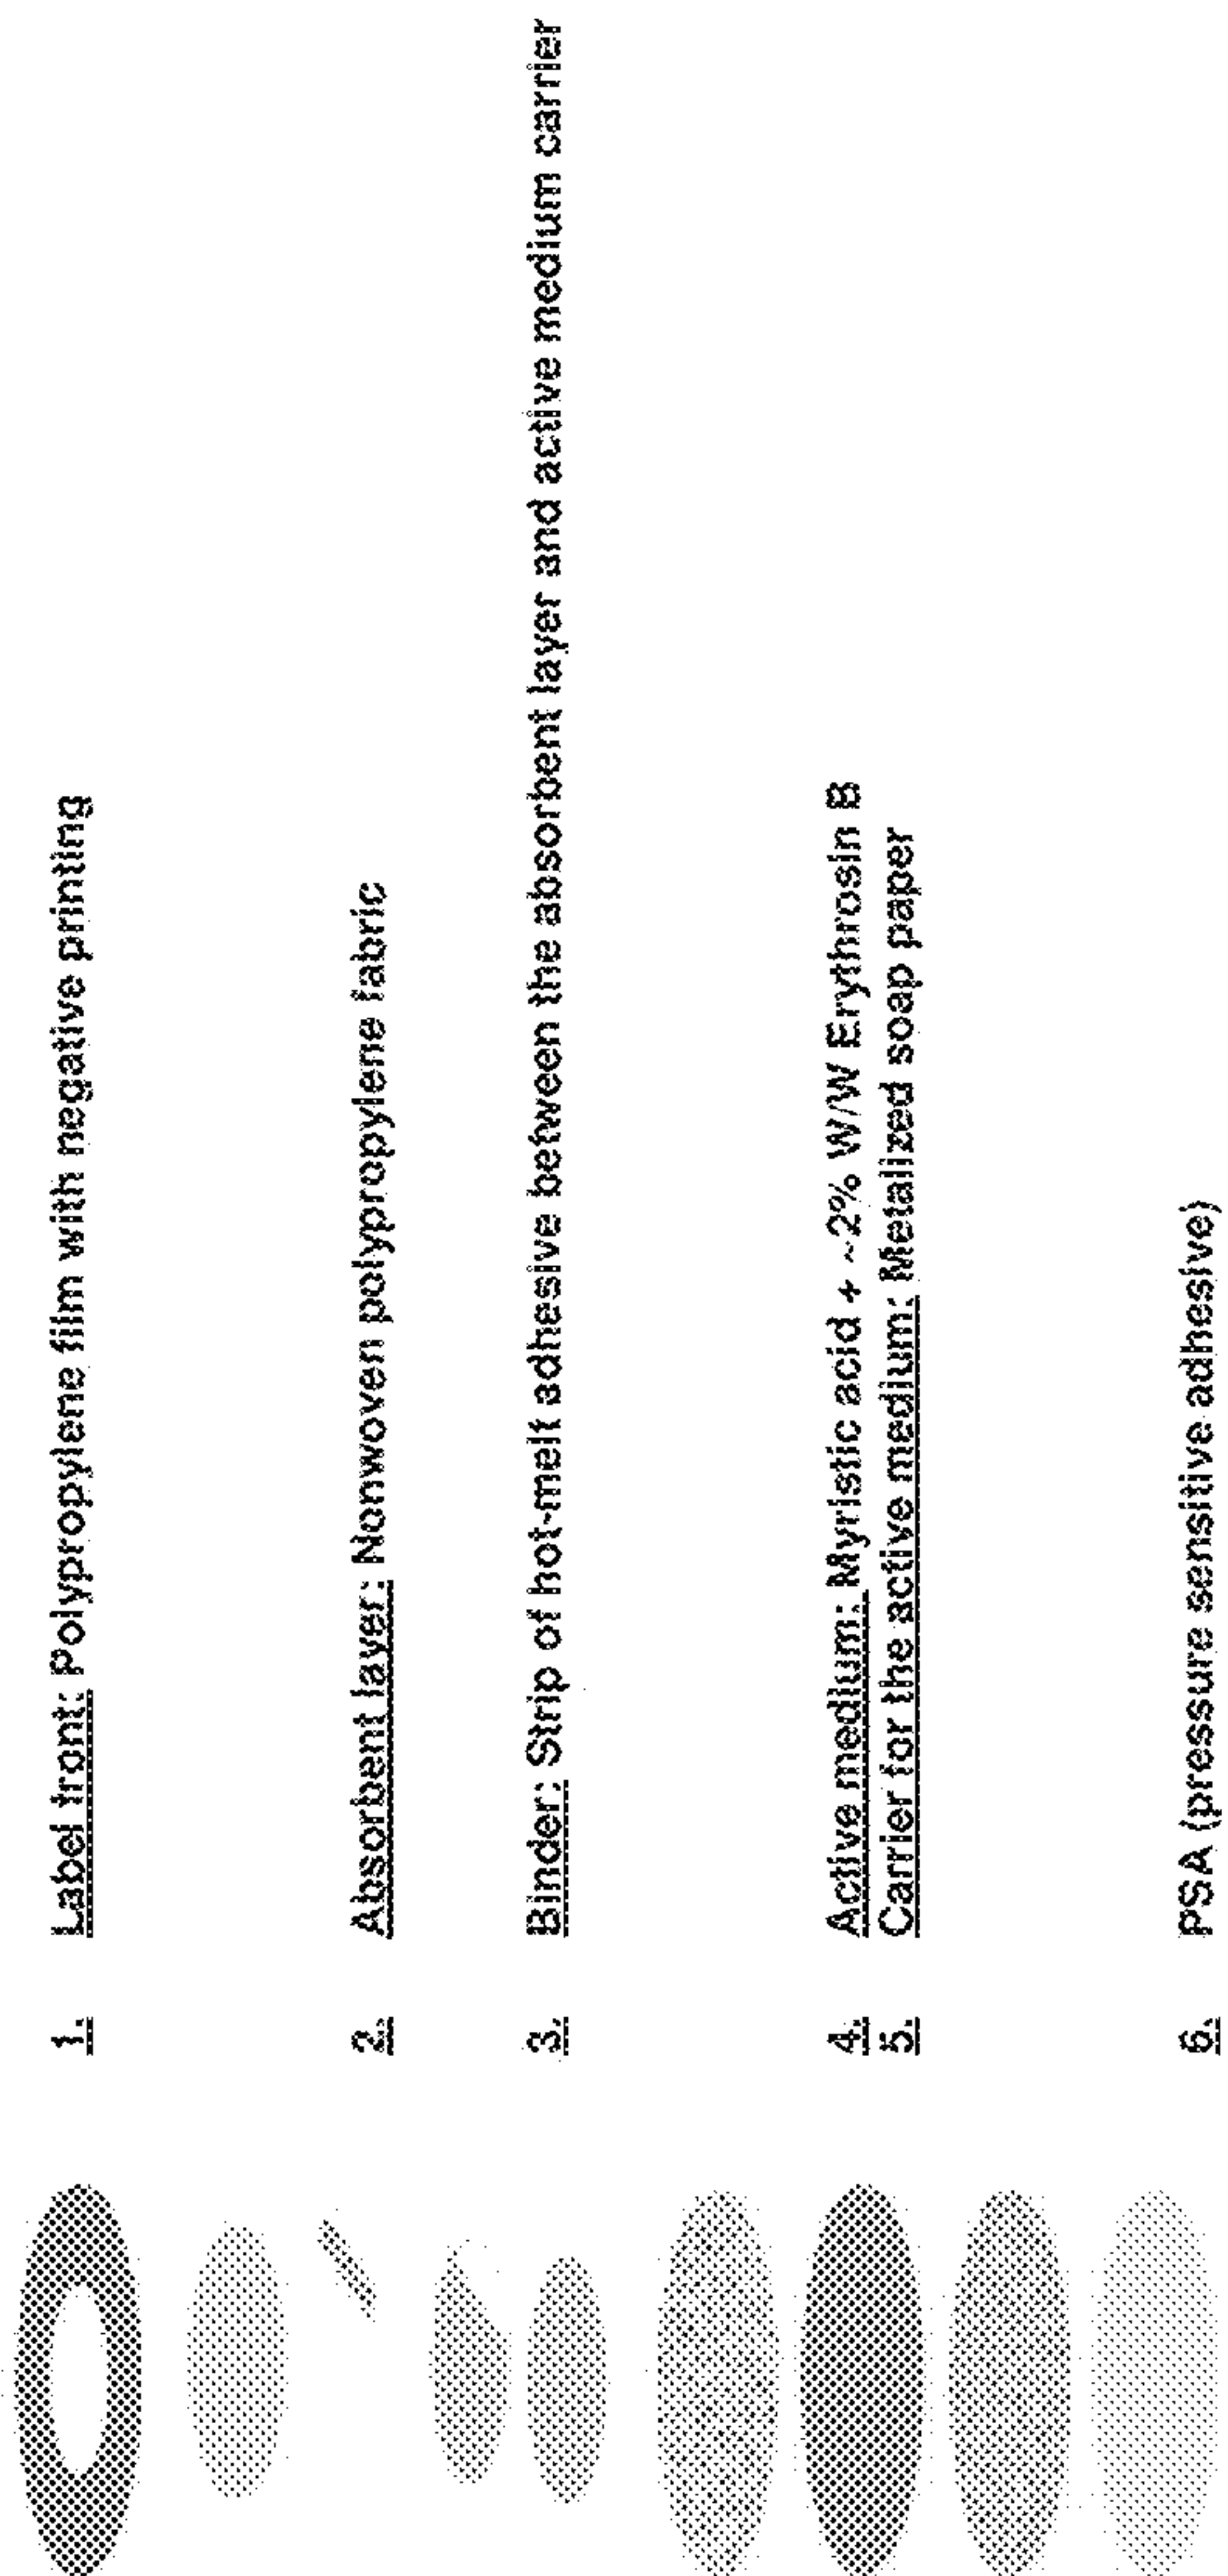 1. Label front: Polypropylene film with negative printing
2. Absorbent layer: Nonwoven polypropylene fabric
3. Binder: Strip of hot-melt adhesive between the absorbent layer and active medium carrier
4. Active medium: Myristic acid + ~2% W/W Erythrosin B
5. Carrier for the active medium: Metalized soap paper
6. PSA (pressure sensitive adhesive)